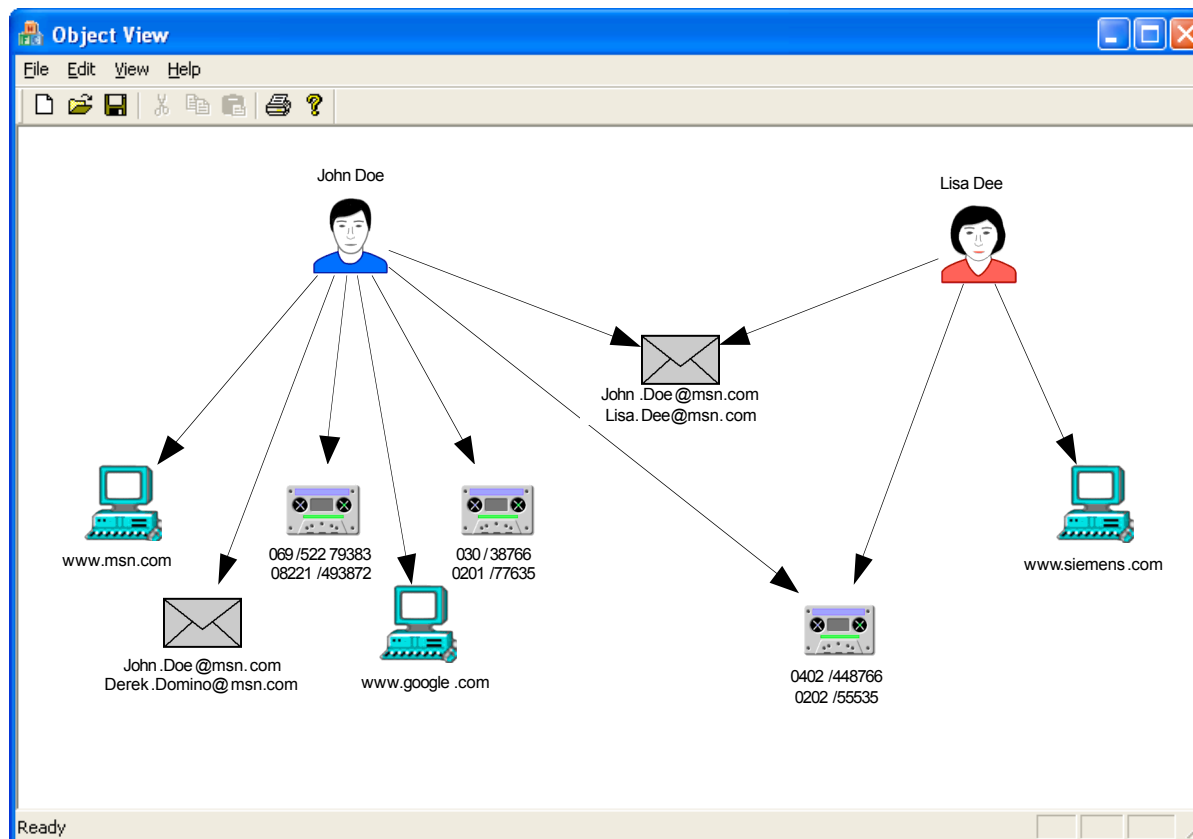 Object View
File Edit View Help
John Doe
Lisa Dee
John .Doe@msn.com
Lisa.Dee@msn.com
www.msn.com
069 /522 79383
08221 /493872
030 / 38766
0201 /77635
www.siemens.com
John .Doe@msn.com
Derek.Domino@msn.com
www.google .com
0402 /448766
0202 /55535
Ready